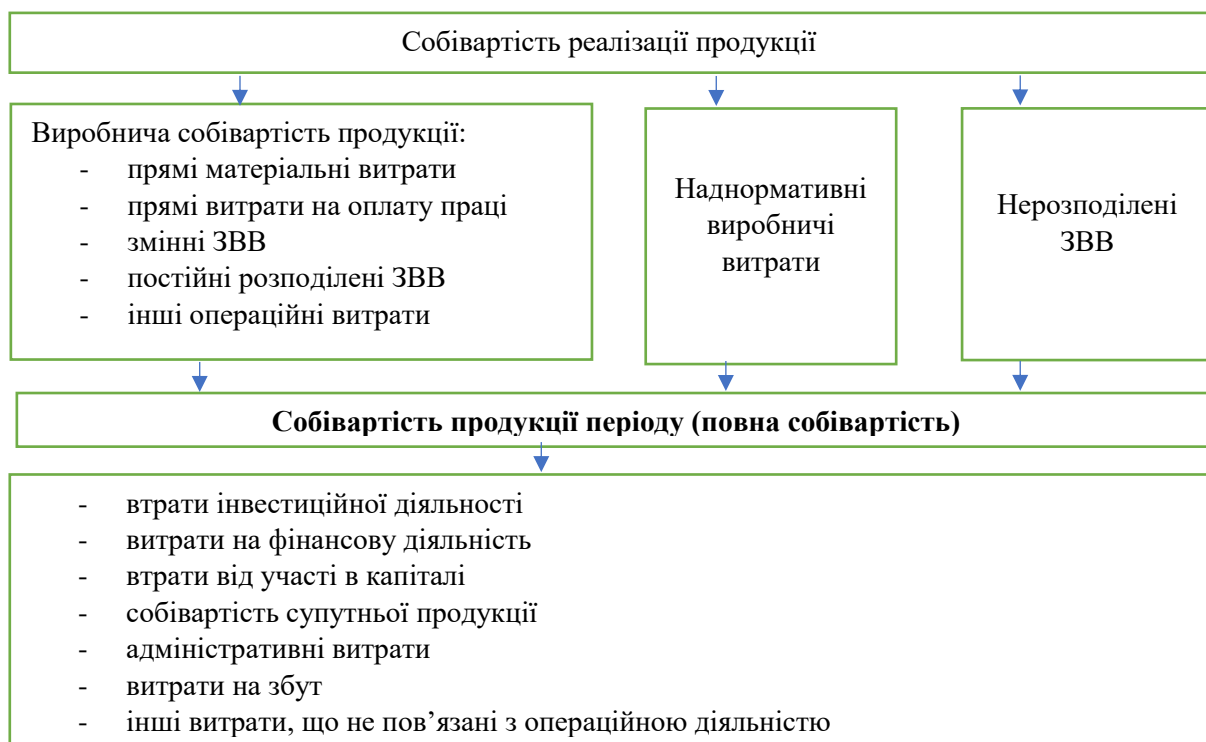 Собівартість реалізації продукції
Виробнича собівартість продукції:
- прямі матеріальні витрати
- прямі витрати на оплату праці
- змінні ЗВВ
- постійні розподілені ЗВВ
- інші операційні витрати
Наднормативні
виробничі
витрати
Нерозподілені
ЗВВ
Собівартість продукції періоду (повна собівартість)
- втрати інвестиційної діяльності
- витрати на фінансову діяльність
- втрати від участі в капіталі
- собівартість супутньої продукції
- адміністративні витрати
- витрати на збут
- інші витрати, що не пов’язані з операційною діяльністю